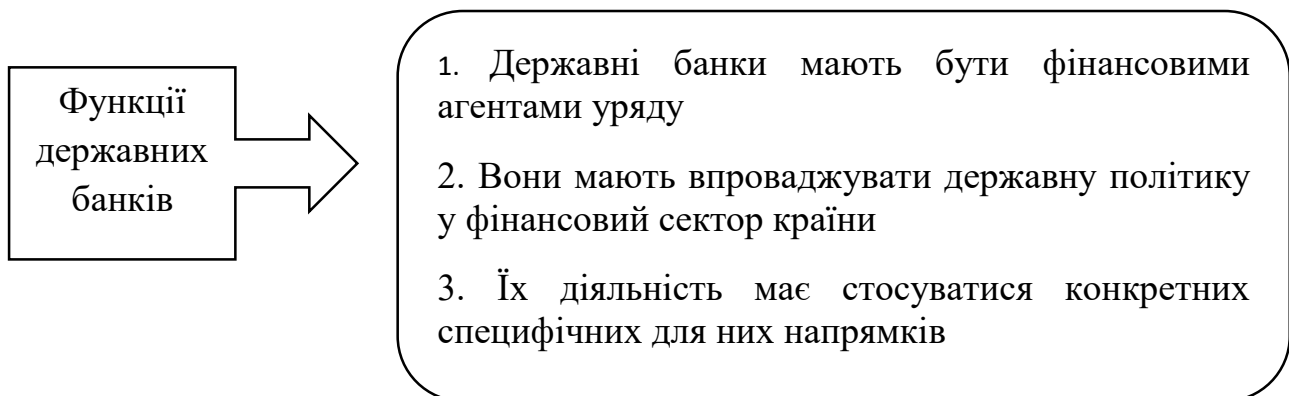 Функції
державних
банків
1. Державні банки мають бути фінансовими
агентами уряду
2. Вони мають впроваджувати державну політику
у фінансовий сектор країни
3. Їх діяльність має стосуватися конкретних
специфічних для них напрямків